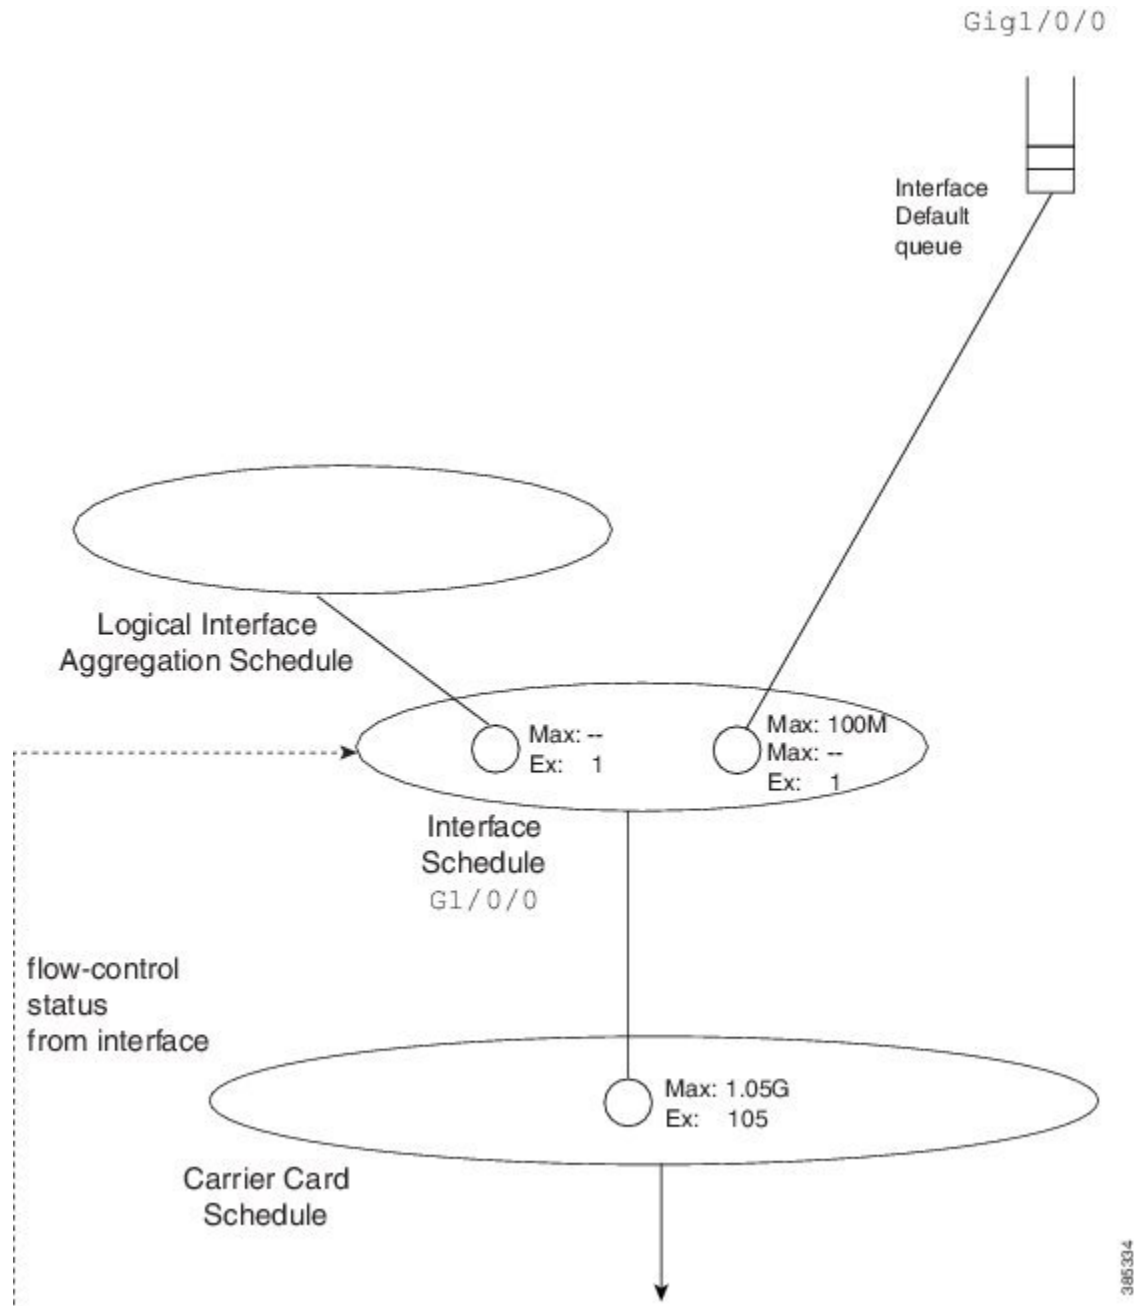 Gig1/0/0
Interface
Default
queue
Logical Interface
Aggregation Schedule
Max: --
Ex: 1
Max: 100M
Max: --
Ex: 1
Interface
Schedule
G1/0/0
flow-control
status
from interface
Max: 1.05G
Ex: 105
Carrier Card
Schedule
385334